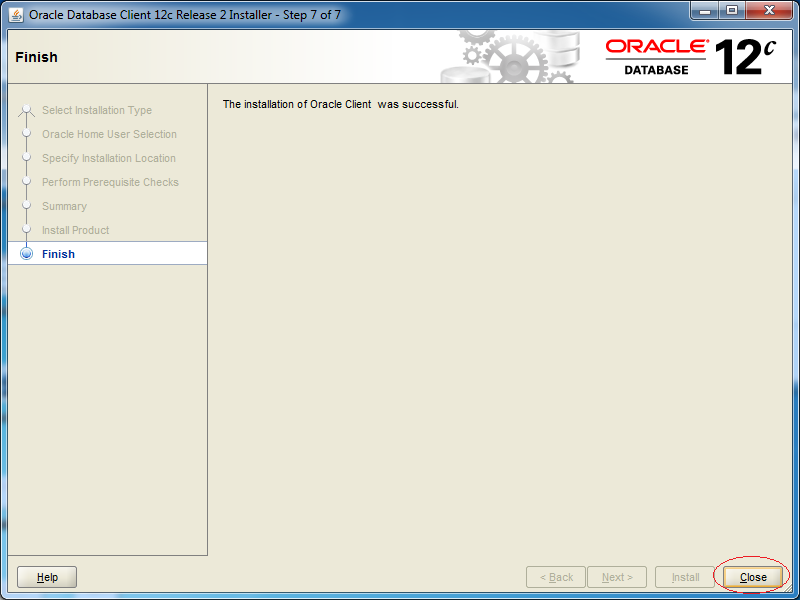 Oracle Database Client 12c Release 2 Installer - Step 7 of 7
Finish
ORACLE®
DATABASE
12c
Select Installation Type
Oracle Home User Selection
Specify Installation Location
Perform Prerequisite Checks
Summary
Install Product
Finish
The installation of Oracle Client  was successful.
Help
< Back
Next >
Install
Close